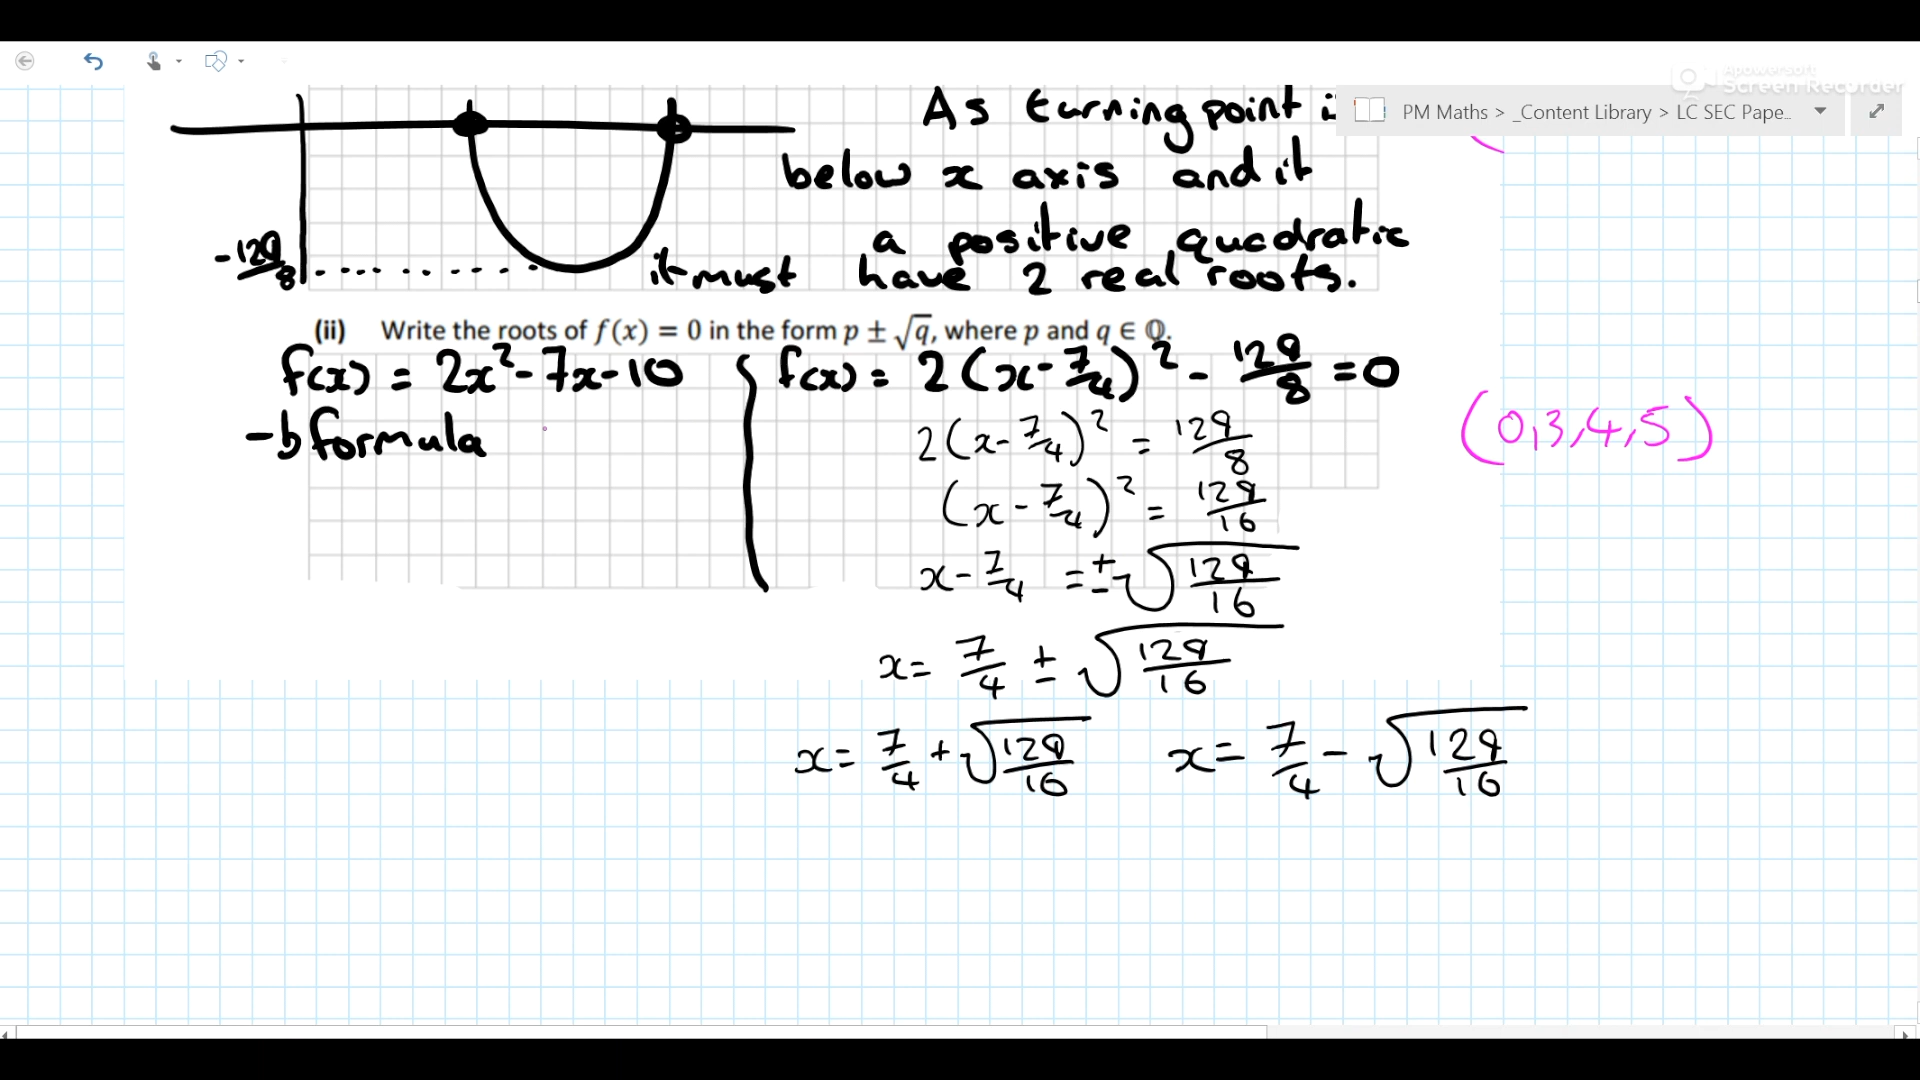 Apowersoft
Screen Recorder
PM Maths > _Content Library > LC SEC Pape...
As turning point i
below x axis and it
a positive quadratic
it must have 2 real roots.
-129/8
(ii) Write the roots of f(x) = 0 in the form p ± √q, where p and q ∈ ℚ.
f(x) = 2x² - 7x - 10
-b formula
f(x) = 2(x - 7/4)² - 129/8 = 0
2(x - 7/4)² = 129/8
(x - 7/4)² = 129/16
x - 7/4 = ± √(129/16)
x = 7/4 ± √(129/16)
x = 7/4 + √(129/16) x = 7/4 - √(129/16)
(0,3,4,5)